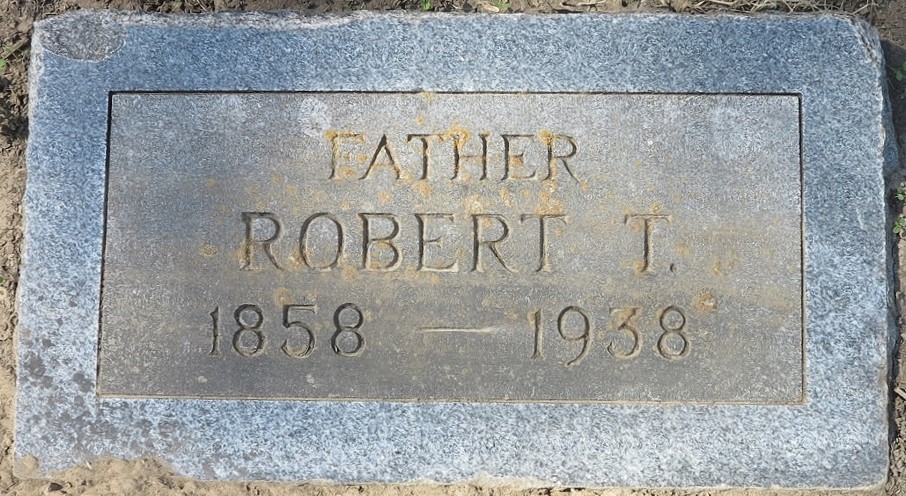 FATHER
ROBERT T.
1858 — 1938